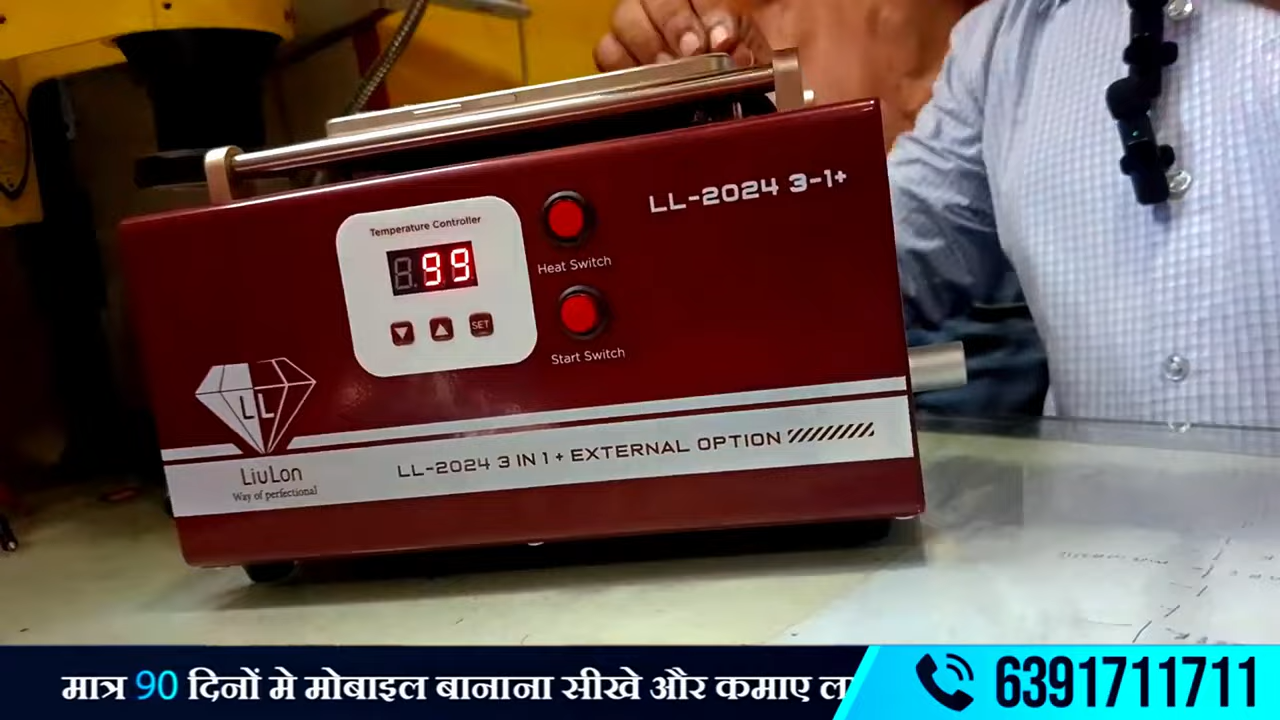 LL-2024 3-1+
Temperature Controller
99
Heat Switch
SET
Start Switch
LL
LL-2024 3 IN 1+ EXTERNAL OPTION
LiuLon
Way of perfectional
मात्र 90 दिनों मे मोबाइल बानाना सीखे और कमाए
6391711711